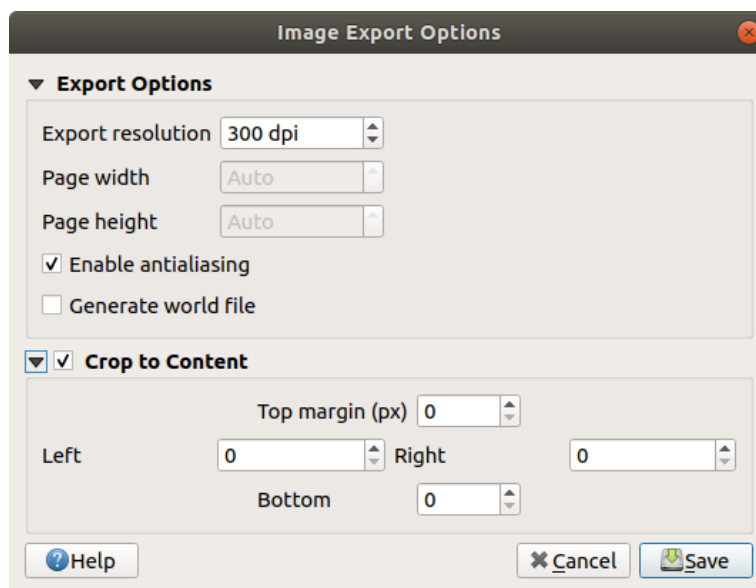 Image Export Options
Export Options
Export resolution 300 dpi
Page width Auto
Page height Auto
Enable antialiasing
Generate world file
Crop to Content
Top margin (px) 0
Left 0 Right 0
Bottom 0
Help Cancel Save